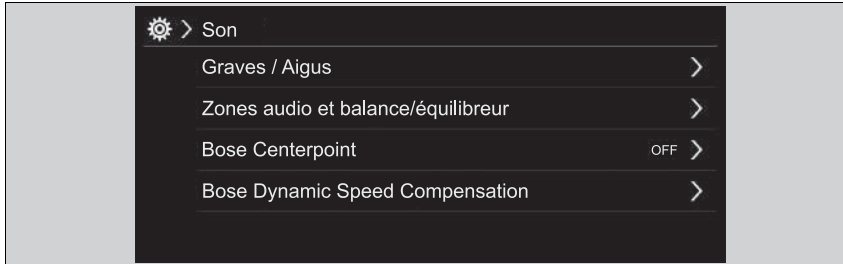 Son
Graves / Aigus
Zones audio et balance/équilibreur
Bose Centerpoint OFF
Bose Dynamic Speed Compensation